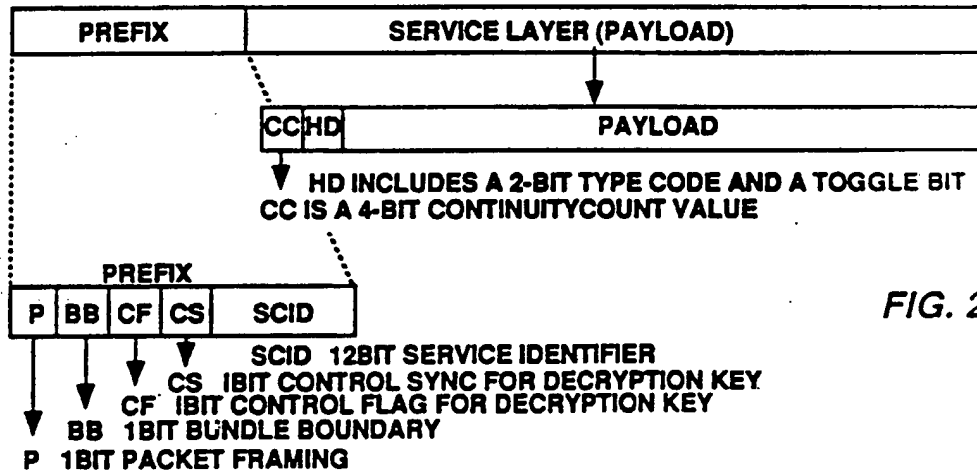 PREFIX SERVICE LAYER (PAYLOAD)
CC HD PAYLOAD
HD INCLUDES A 2-BIT TYPE CODE AND A TOGGLE BIT
CC IS A 4-BIT CONTINUITYCOUNT VALUE
PREFIX
P BB CF CS SCID
FIG. 2
SCID 12BIT SERVICE IDENTIFIER
CS IBIT CONTROL SYNC FOR DECRYPTION KEY
CF IBIT CONTROL FLAG FOR DECRYPTION KEY
BB 1BIT BUNDLE BOUNDARY
P 1BIT PACKET FRAMING